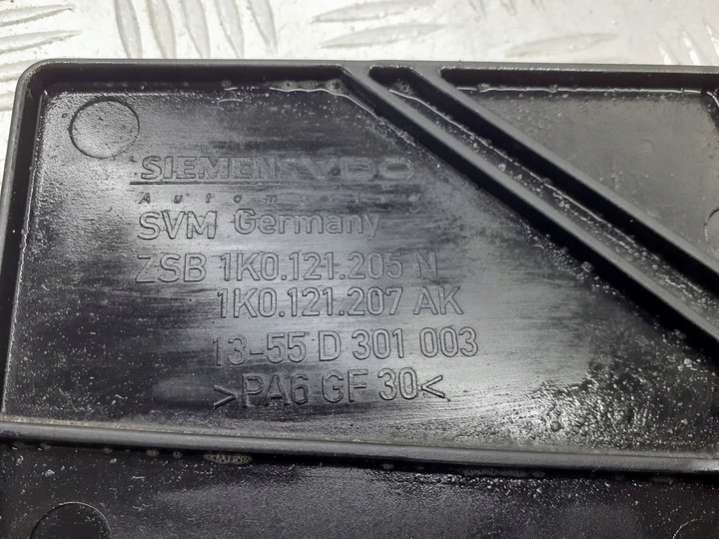 SIEMENS VDO
Automotive
SVM Germany
ZSB 1K0.121.205 N
1K0.121.207 AK
13-55 D 301 003
>PA6 GF 30<